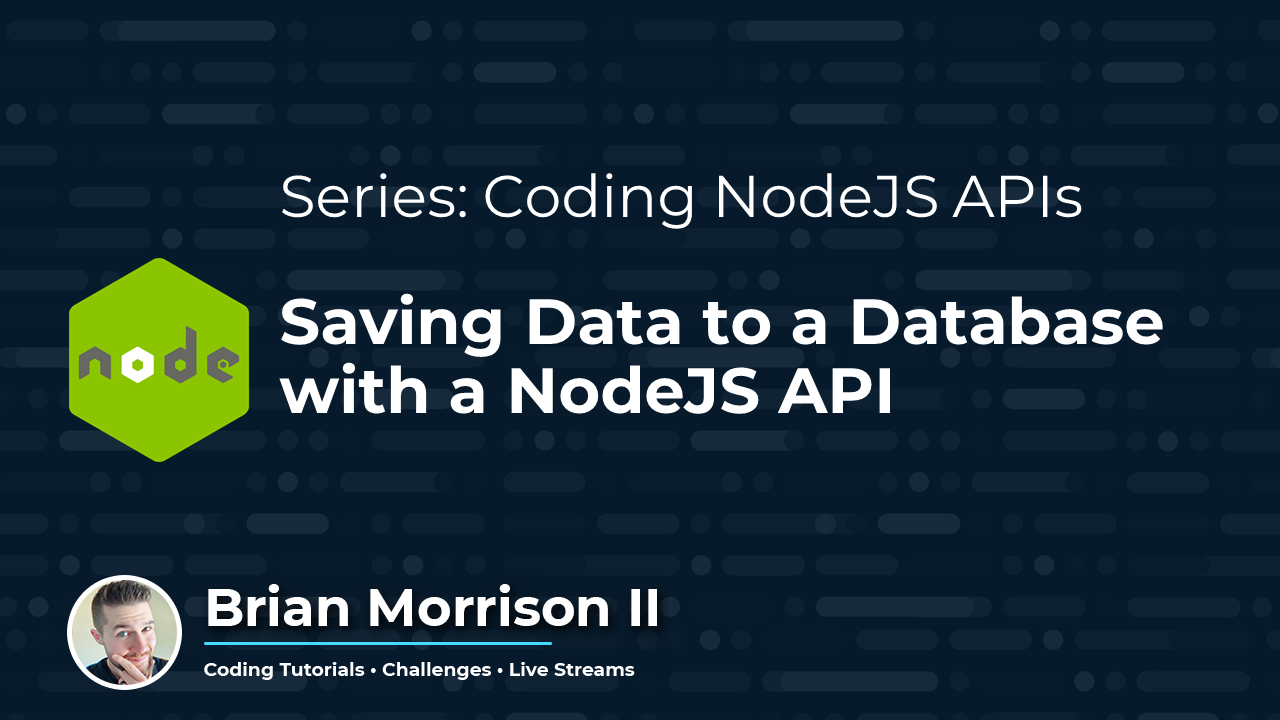 Series: Coding NodeJS APIs
Saving Data to a Database
with a NodeJS API
node
Brian Morrison II
Coding Tutorials • Challenges • Live Streams